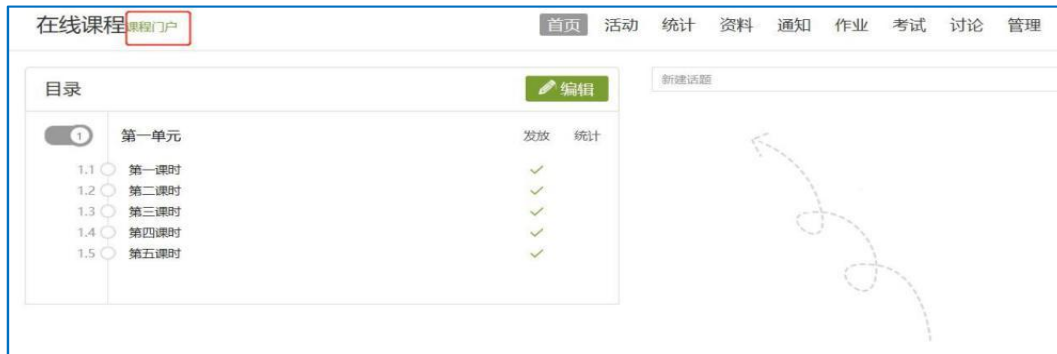 在线课程 课程门户 首页 活动 统计 资料 通知 作业 考试 讨论 管理
目录 编辑 新建话题
1 第一单元 发放 统计
1.1 第一课时
1.2 第二课时
1.3 第三课时
1.4 第四课时
1.5 第五课时